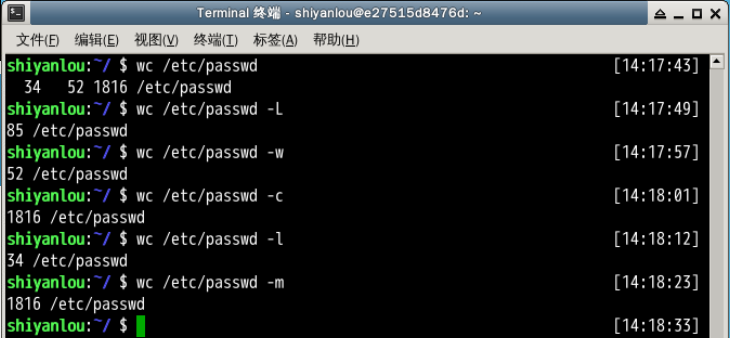 Terminal 终端 - shiyanlou@e27515d8476d: ~
文件(F) 编辑(E) 视图(V) 终端(T) 标签(A) 帮助(H)
shiyanlou:~/ $ wc /etc/passwd [14:17:43]
34 52 1816 /etc/passwd
shiyanlou:~/ $ wc /etc/passwd -L [14:17:49]
85 /etc/passwd
shiyanlou:~/ $ wc /etc/passwd -w [14:17:57]
52 /etc/passwd
shiyanlou:~/ $ wc /etc/passwd -c [14:18:01]
1816 /etc/passwd
shiyanlou:~/ $ wc /etc/passwd -l [14:18:12]
34 /etc/passwd
shiyanlou:~/ $ wc /etc/passwd -m [14:18:23]
1816 /etc/passwd
shiyanlou:~/ $ [14:18:33]